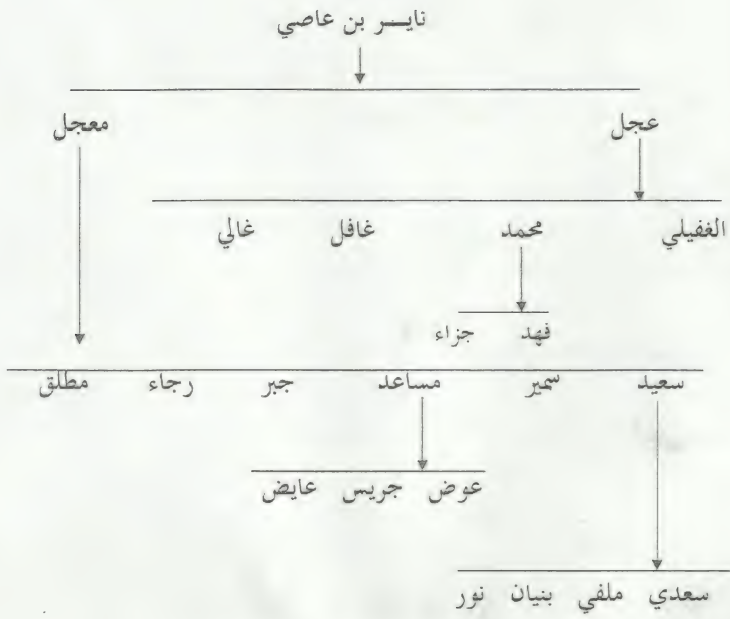 نايـــر بن عاصي
عجل معجل
الغفيلي محمد غافل غالي
فهد جزاء
سعيد سمير مساعد جبر رجاء مطلق
عوض جريس عايض
سعدي ملفي بنيان نور